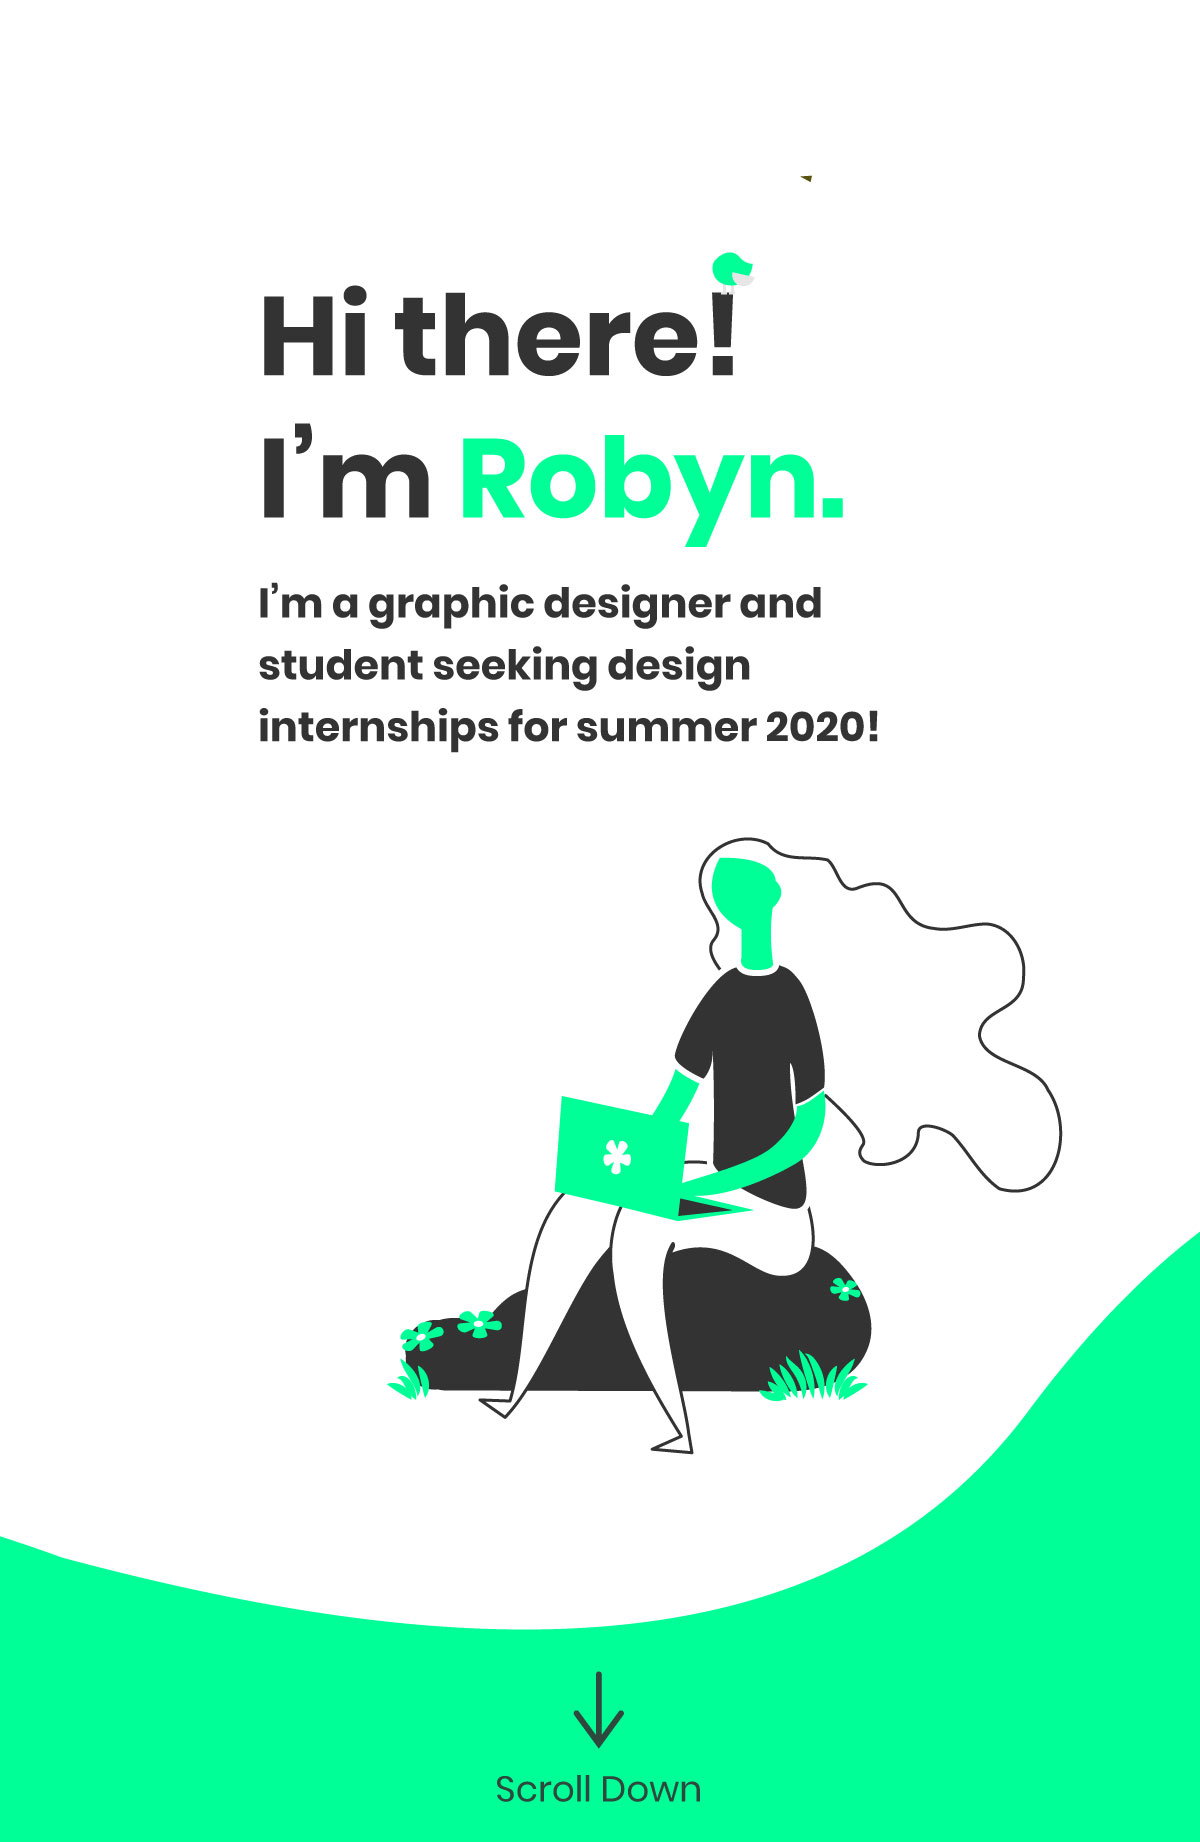 Hi there!
I’m Robyn.
I’m a graphic designer and
student seeking design
internships for summer 2020!
Scroll Down